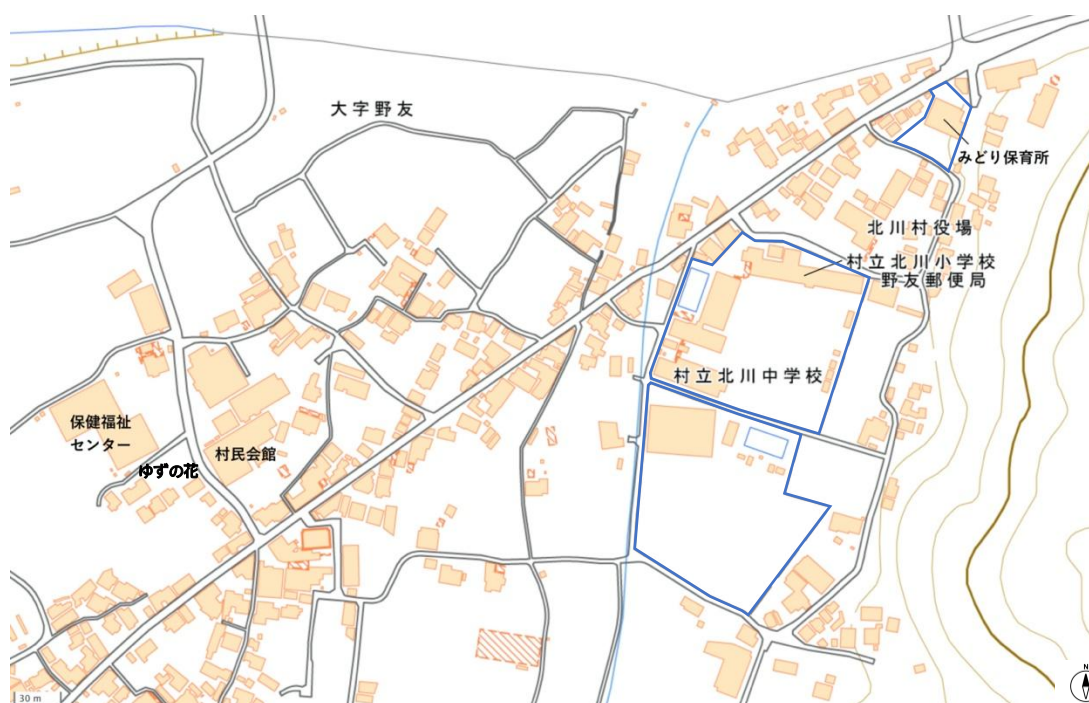 大字野友
みどり保育所
北川村役場
村立北川小学校
野友郵便局
村立北川中学校
保健福祉
センター
村民会館
ゆずの花
30 m
N